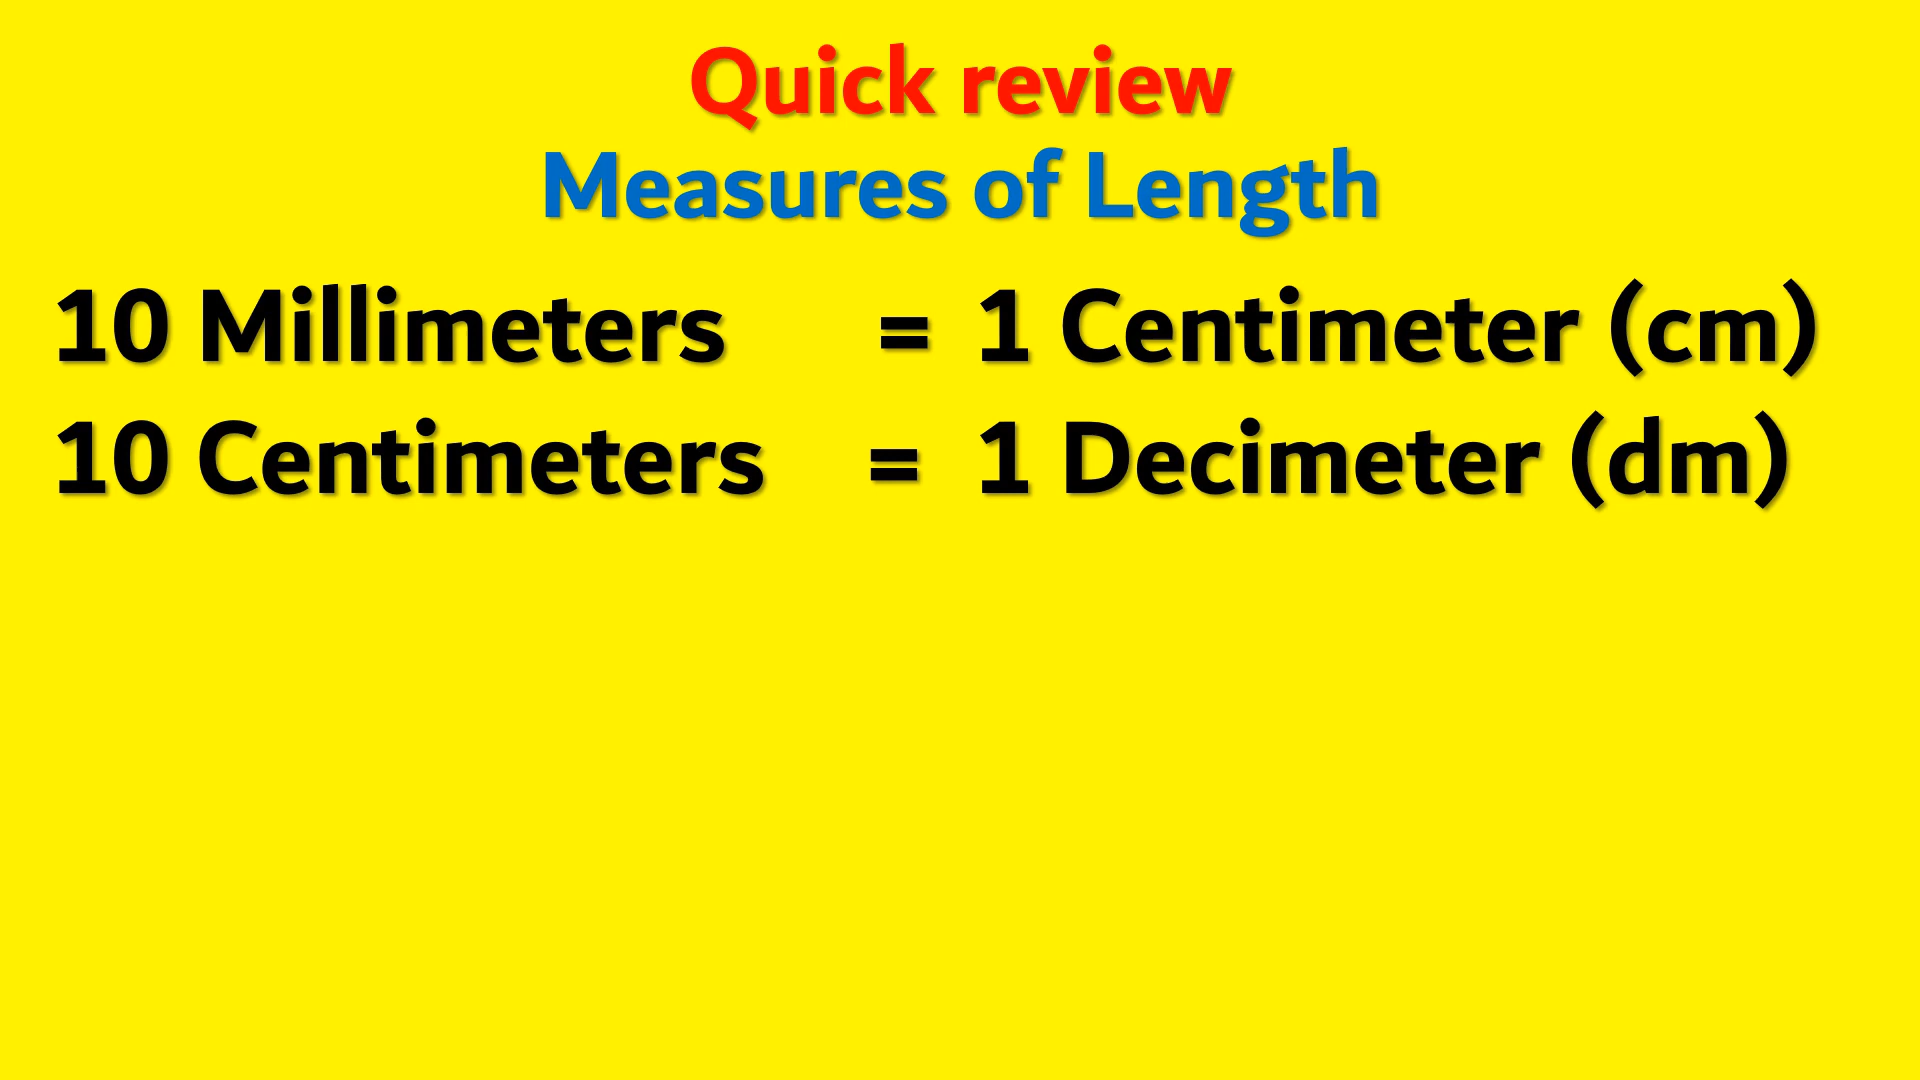 Quick review
Measures of Length
10 Millimeters = 1 Centimeter (cm)
10 Centimeters = 1 Decimeter (dm)